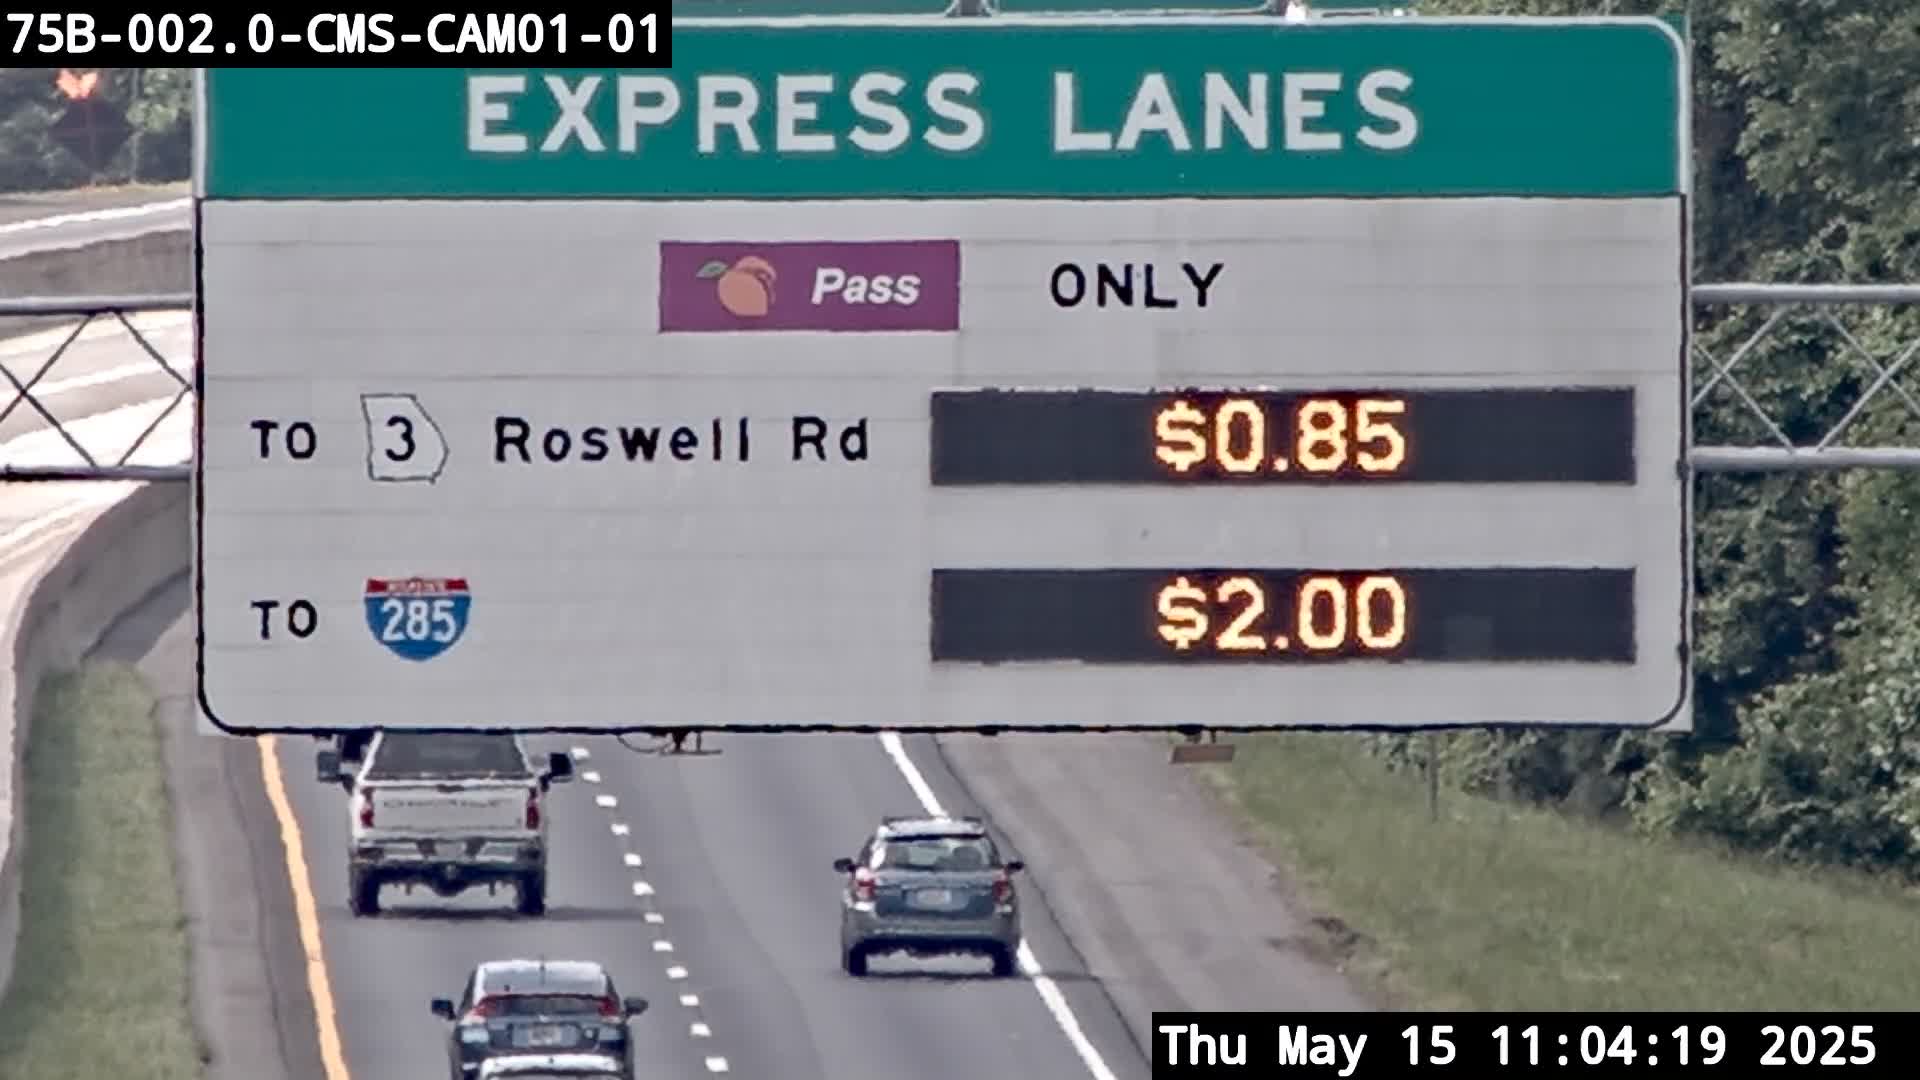 75B-002.0-CMS-CAM01-01
EXPRESS LANES
Pass ONLY
TO 3 Roswell Rd $0.85
TO 285 $2.00
Thu May 15 11:04:19 2025